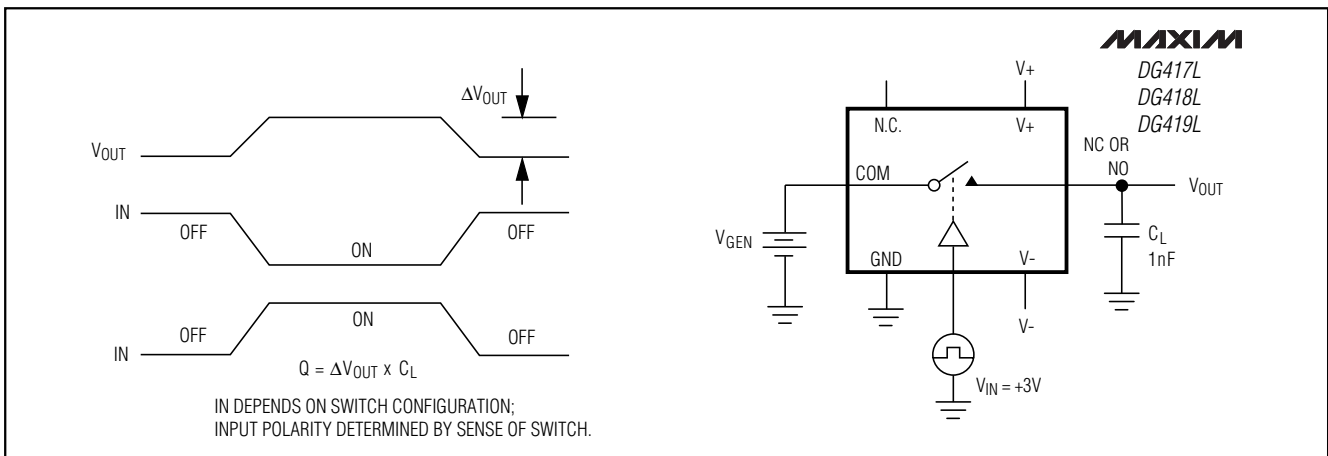 ΔVOUT
VOUT
IN
OFF
ON
OFF
IN
OFF
ON
OFF
Q = ΔVOUT x CL
IN DEPENDS ON SWITCH CONFIGURATION;
INPUT POLARITY DETERMINED BY SENSE OF SWITCH.
MAXIM
DG417L
DG418L
DG419L
V+
N.C.
V+
NC OR
NO
COM
VOUT
VGEN
CL
1nF
GND
V-
V-
VIN = +3V